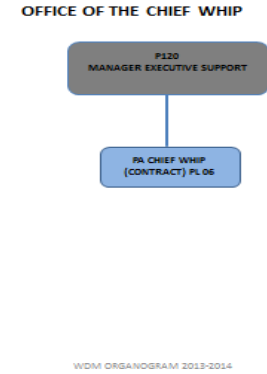 OFFICE OF THE CHIEF WHIP
P120
MANAGER EXECUTIVE SUPPORT
PA CHIEF WHIP
(CONTRACT) PL 06
WDM ORGANOGRAM 2013-2014